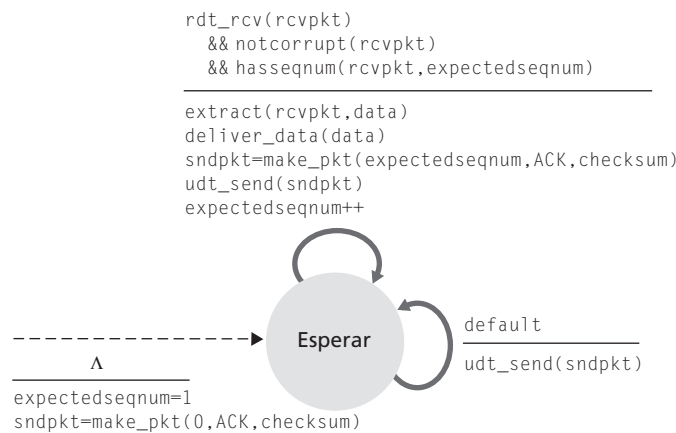 rdt_rcv(rcvpkt)
&& notcorrupt(rcvpkt)
&& hasseqnum(rcvpkt,expectedseqnum)
extract(rcvpkt,data)
deliver_data(data)
sndpkt=make_pkt(expectedseqnum,ACK,checksum)
udt_send(sndpkt)
expectedseqnum++
Esperar
default
udt_send(sndpkt)
Λ
expectedseqnum=1
sndpkt=make_pkt(0,ACK,checksum)